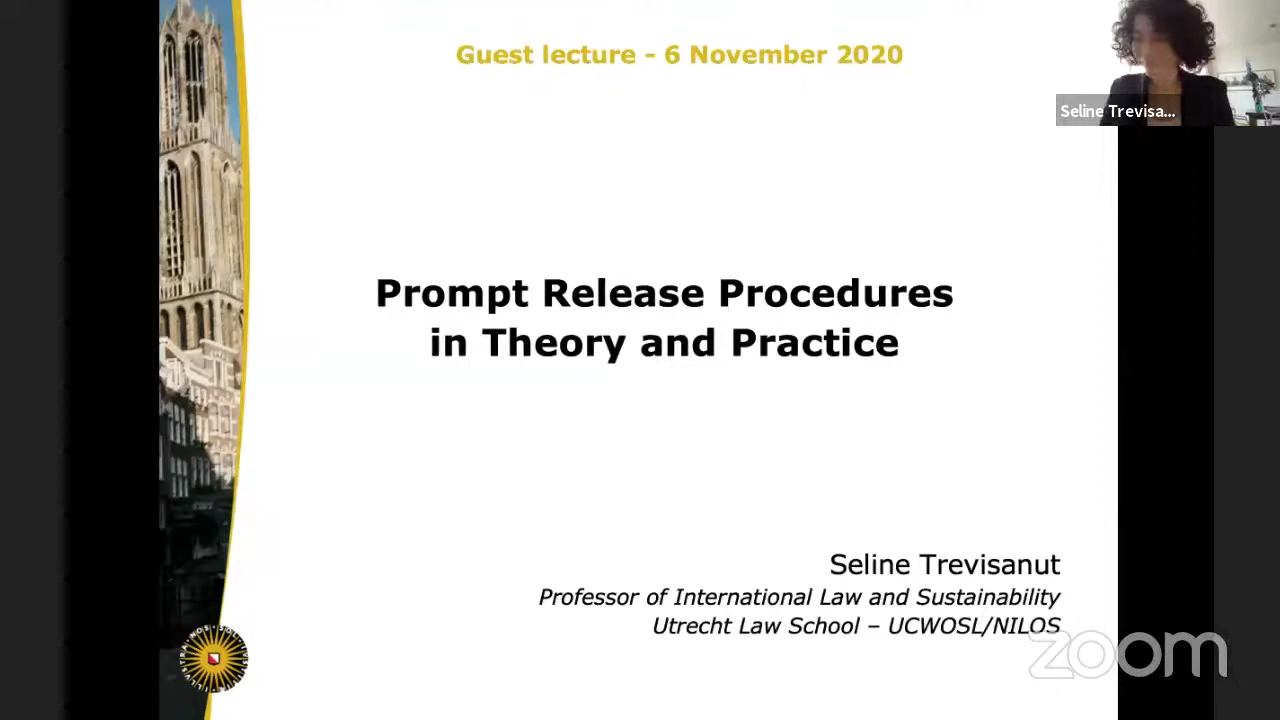 Guest lecture - 6 November 2020
Seline Trevisa...
Prompt Release Procedures
in Theory and Practice
Seline Trevisanut
Professor of International Law and Sustainability
Utrecht Law School – UCWOSL/NILOS
zoom